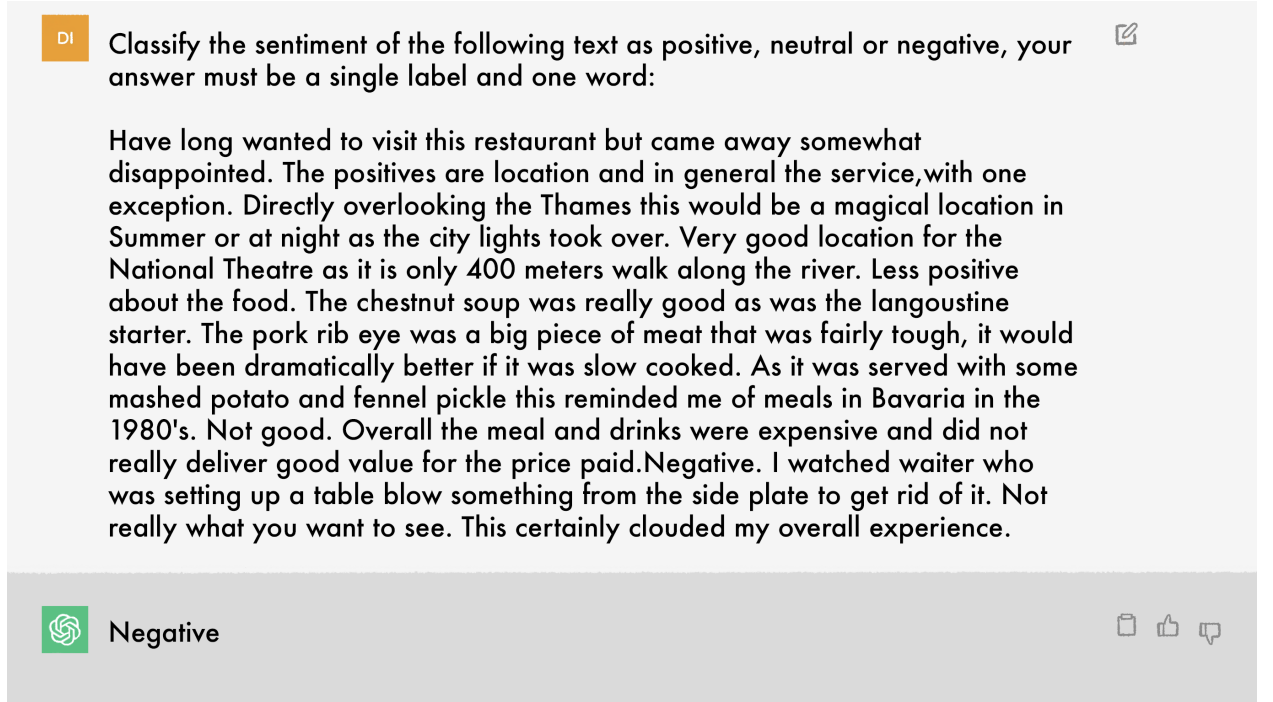 DI
Classify the sentiment of the following text as positive, neutral or negative, your
answer must be a single label and one word:
Have long wanted to visit this restaurant but came away somewhat
disappointed. The positives are location and in general the service,with one
exception. Directly overlooking the Thames this would be a magical location in
Summer or at night as the city lights took over. Very good location for the
National Theatre as it is only 400 meters walk along the river. Less positive
about the food. The chestnut soup was really good as was the langoustine
starter. The pork rib eye was a big piece of meat that was fairly tough, it would
have been dramatically better if it was slow cooked. As it was served with some
mashed potato and fennel pickle this reminded me of meals in Bavaria in the
1980's. Not good. Overall the meal and drinks were expensive and did not
really deliver good value for the price paid.Negative. I watched waiter who
was setting up a table blow something from the side plate to get rid of it. Not
really what you want to see. This certainly clouded my overall experience.
Negative